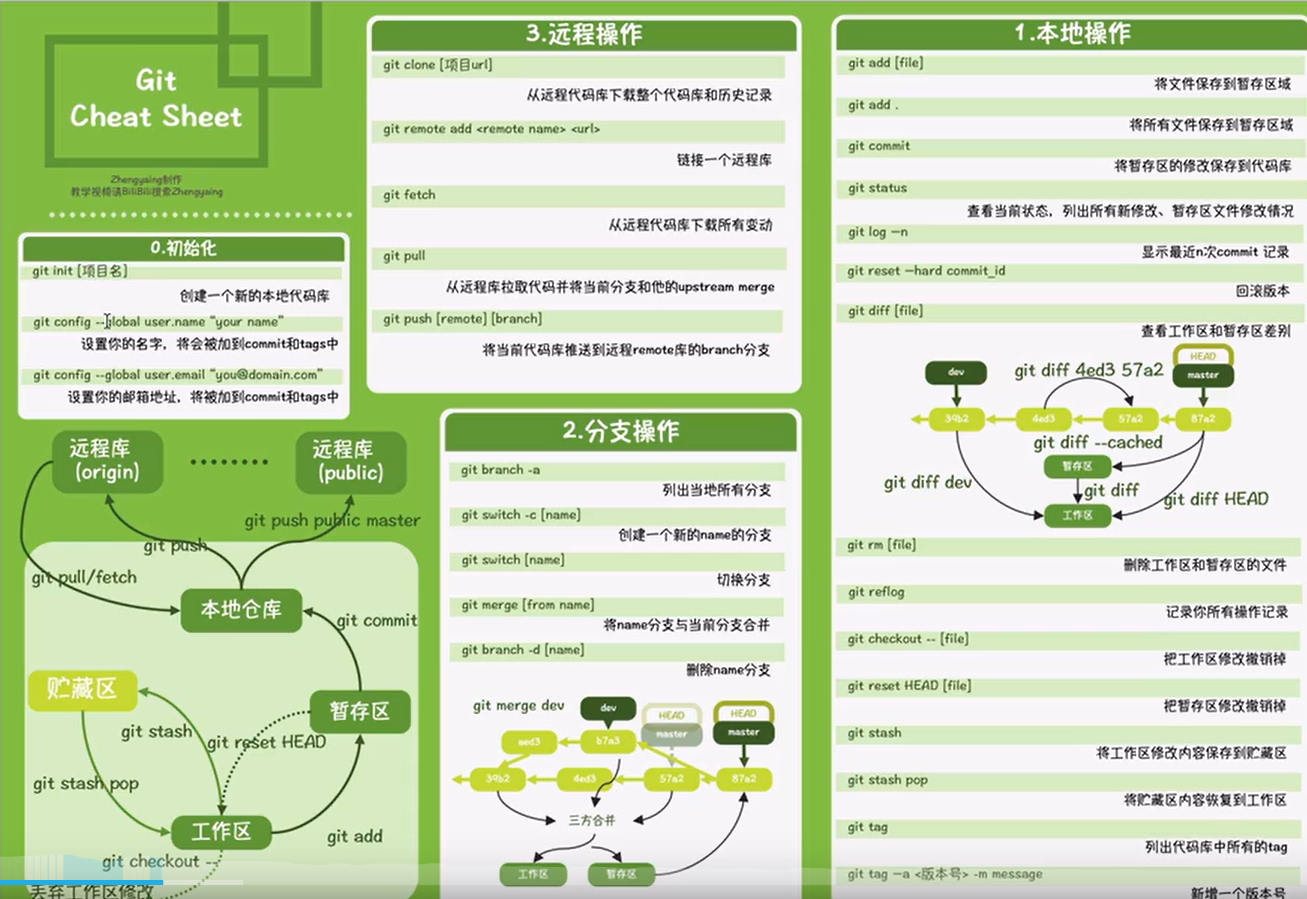 Git
Cheat Sheet
Zhengyaing制作
教学视频请BiliBili搜索Zhengyaing
0.初始化
git init [项目名]
创建一个新的本地代码库
git config --global user.name “your name”
设置你的名字，将会被加到commit和tags中
git config --global user.email “you@domain.com”
设置你的邮箱地址，将被加到commit和tags中
远程库
(origin)
远程库
(public)
git push public master
git push
git pull/fetch
本地仓库
git commit
贮藏区
暂存区
git stash
git reset HEAD
git stash pop
工作区
git add
git checkout --
丢弃工作区修改
3.远程操作
git clone [项目url]
从远程代码库下载整个代码库和历史记录
git remote add <remote name> <url>
链接一个远程库
git fetch
从远程代码库下载所有变动
git pull
从远程库拉取代码并将当前分支和他的upstream merge
git push [remote] [branch]
将当前代码库推送到远程remote库的branch分支
2.分支操作
git branch -a
列出当地所有分支
git switch -c [name]
创建一个新的name的分支
git switch [name]
切换分支
git merge [from name]
将name分支与当前分支合并
git branch -d [name]
删除name分支
git merge dev
dev
HEAD
master
HEAD
master
aed3
b7a3
39b2
4ed3
57a2
87a2
三方合并
工作区
暂存区
1.本地操作
git add [file]
将文件保存到暂存区域
git add .
将所有文件保存到暂存区域
git commit
将暂存区的修改保存到代码库
git status
查看当前状态，列出所有新修改、暂存区文件修改情况
git log —n
显示最近n次commit 记录
git reset —hard commit_id
回滚版本
git diff [file]
查看工作区和暂存区差别
HEAD
dev
git diff 4ed3 57a2
master
39b2
4ed3
57a2
87a2
git diff --cached
暂存区
git diff dev
git diff
git diff HEAD
工作区
git rm [file]
删除工作区和暂存区的文件
git reflog
记录你所有操作记录
git checkout -- [file]
把工作区修改撤销掉
git reset HEAD [file]
把暂存区修改撤销掉
git stash
将工作区修改内容保存到贮藏区
git stash pop
将贮藏区内容恢复到工作区
git tag
列出代码库中所有的tag
git tag —a <版本号> -m message
新增一个版本号